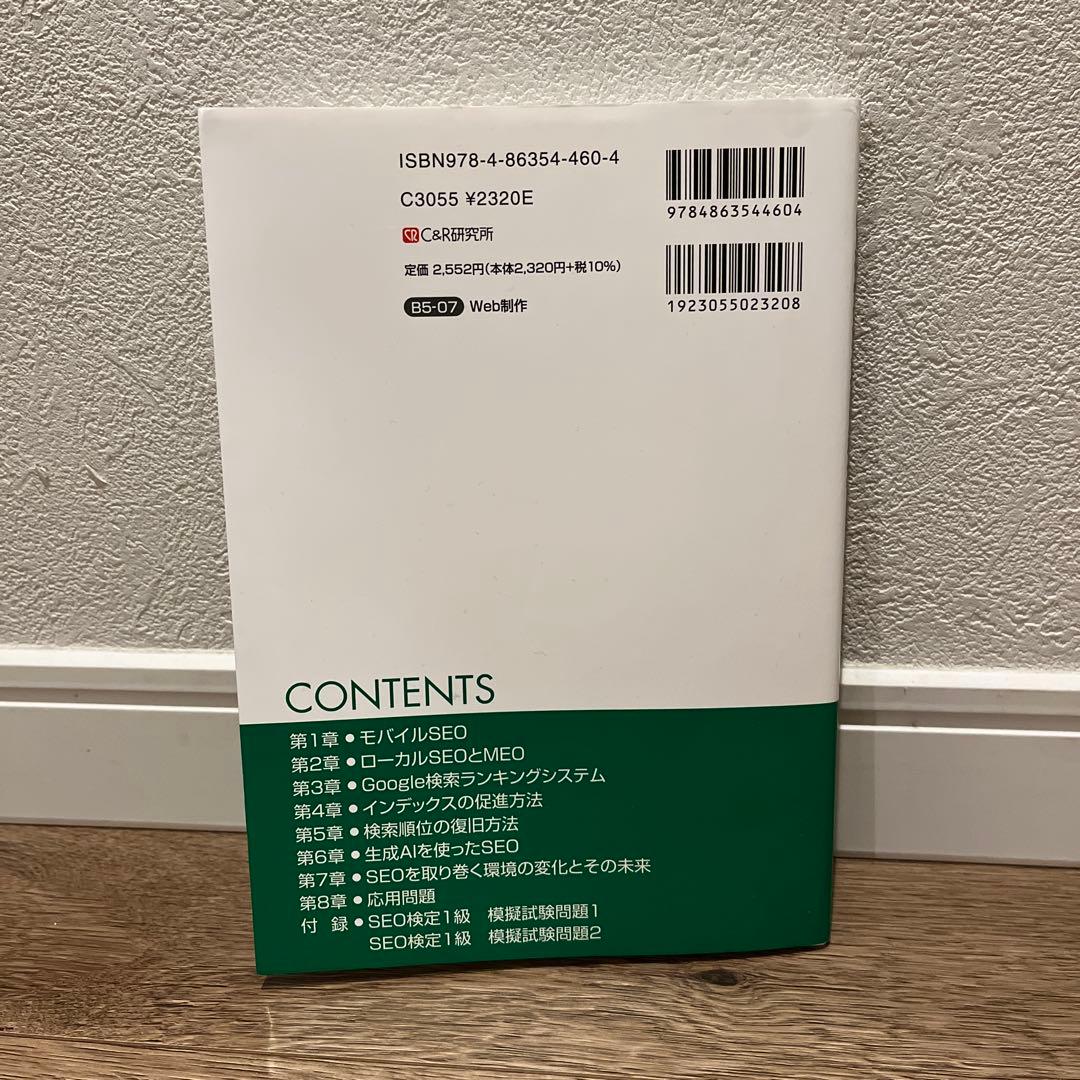 ISBN978-4-86354-460-4
C3055 ¥2320E
CR C&R研究所
定価 2,552円(本体2,320円+税10%)
B5-07 Web制作
9784863544604
1923055023208
CONTENTS
第1章 ● モバイルSEO
第2章 ● ローカルSEOとMEO
第3章 ● Google検索ランキングシステム
第4章 ● インデックスの促進方法
第5章 ● 検索順位の復旧方法
第6章 ● 生成AIを使ったSEO
第7章 ● SEOを取り巻く環境の変化とその未来
第8章 ● 応用問題
付 録 ● SEO検定1級 模擬試験問題1
SEO検定1級 模擬試験問題2